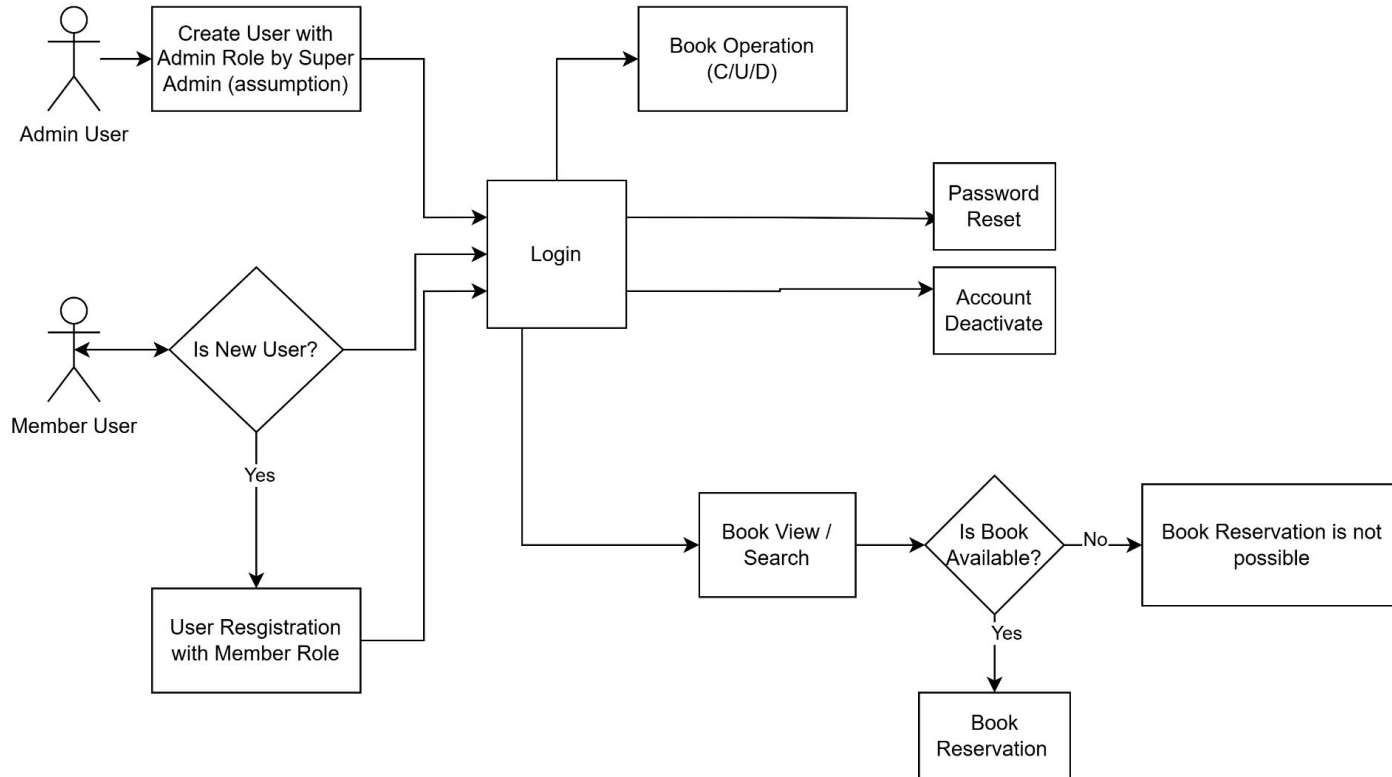 Create User with
Admin Role by Super
Admin (assumption)
Admin User
Book Operation
(C/U/D)
Login
Password
Reset
Account
Deactivate
Is New User?
Member User
Yes
User Resgistration
with Member Role
Book View /
Search
Is Book
Available?
No
Book Reservation is not
possible
Yes
Book
Reservation